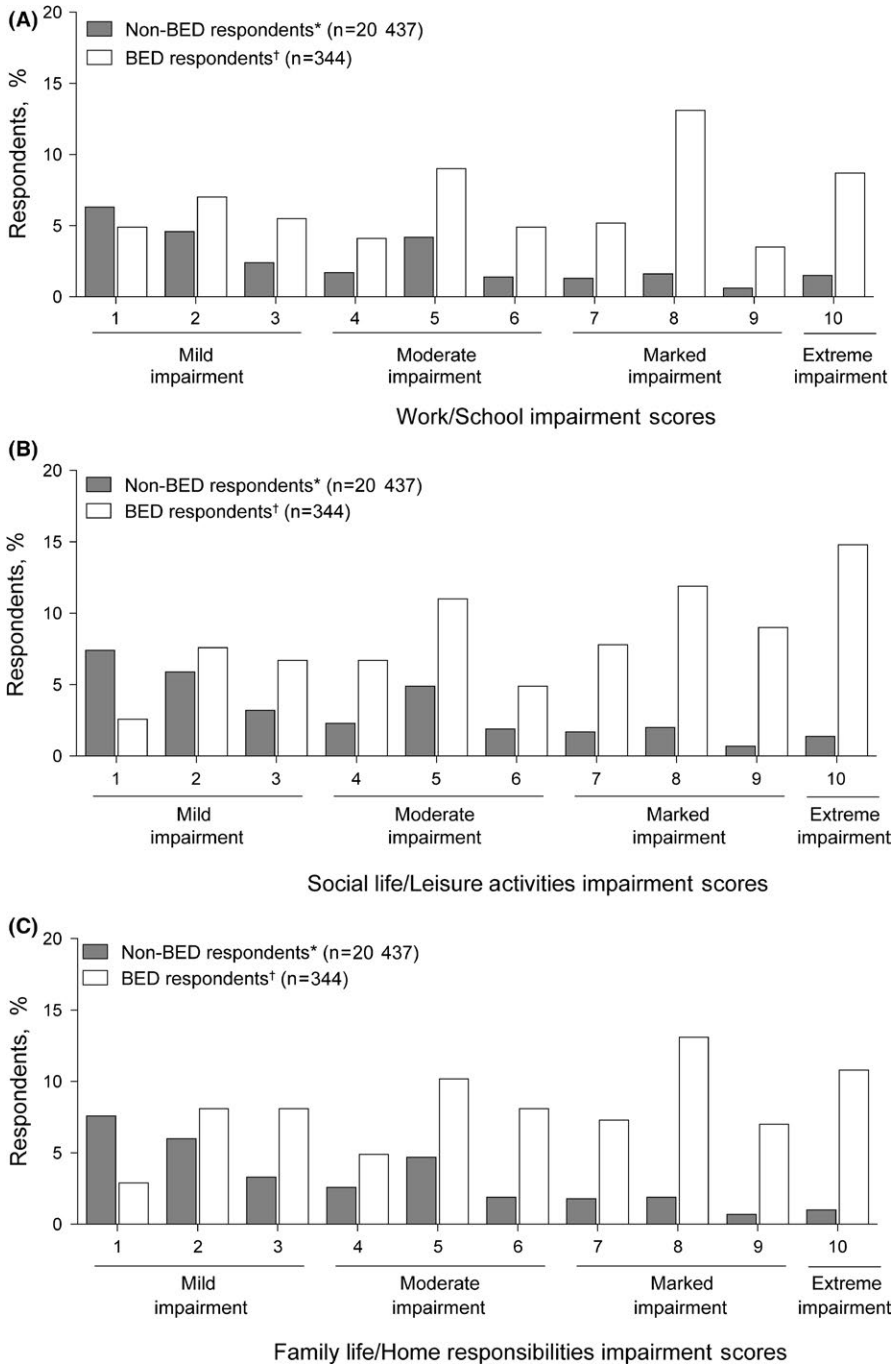 (A)
20
Non-BED respondents* (n=20 437)
BED respondents† (n=344)
15
10
5
0
Respondents, %
1 2 3 4 5 6 7 8 9 10
Mild impairment
Moderate impairment
Marked impairment
Extreme impairment
Work/School impairment scores
(B)
20
Non-BED respondents* (n=20 437)
BED respondents† (n=344)
15
10
5
0
Respondents, %
1 2 3 4 5 6 7 8 9 10
Mild impairment
Moderate impairment
Marked impairment
Extreme impairment
Social life/Leisure activities impairment scores
(C)
20
Non-BED respondents* (n=20 437)
BED respondents† (n=344)
15
10
5
0
Respondents, %
1 2 3 4 5 6 7 8 9 10
Mild impairment
Moderate impairment
Marked impairment
Extreme impairment
Family life/Home responsibilities impairment scores